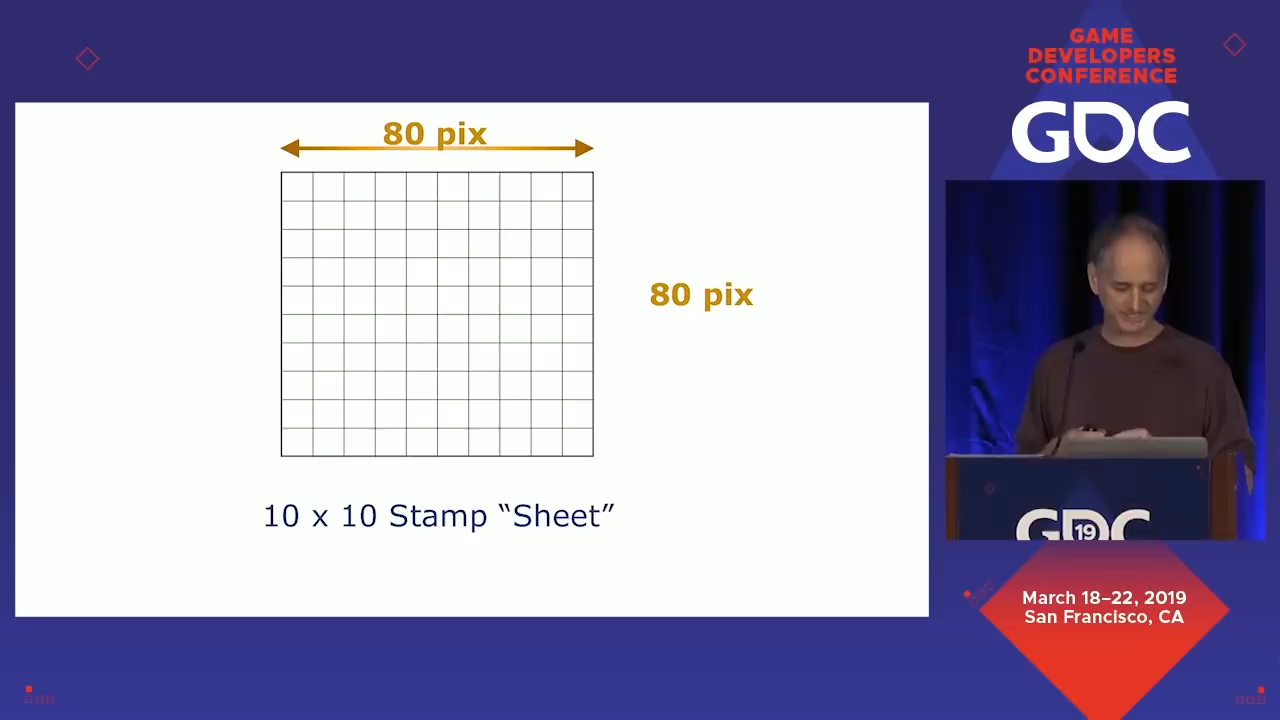 80 pix
80 pix
10 x 10 Stamp “Sheet”
GAME
DEVELOPERS
CONFERENCE
GDC
GDC
19
March 18–22, 2019
San Francisco, CA